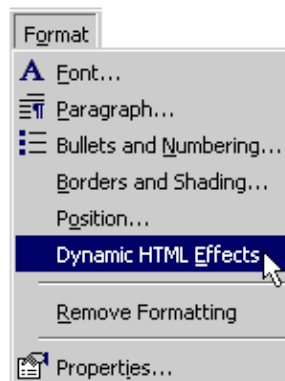 Format
Font...
Paragraph...
Bullets and Numbering...
Borders and Shading...
Position...
Dynamic HTML Effects
Remove Formatting
Properties...